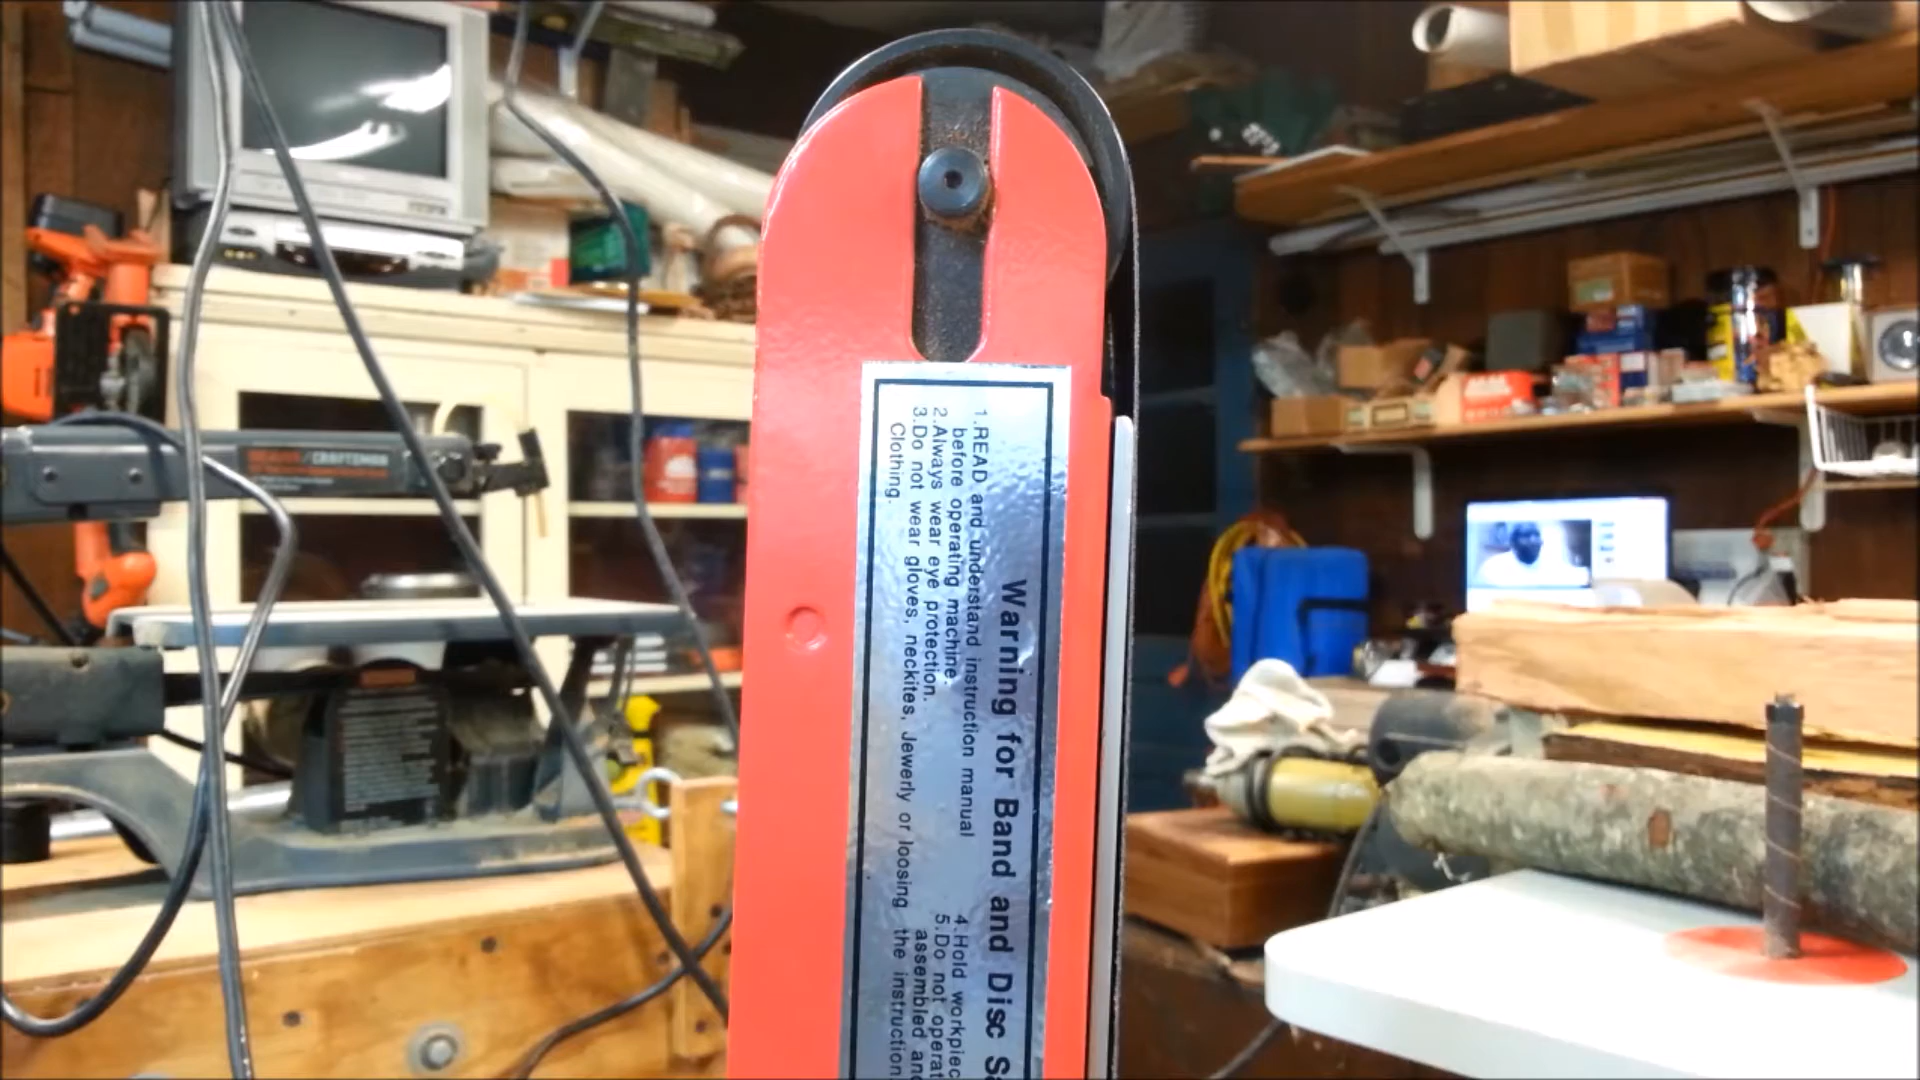 Warning for Band and Disc Sa
1.READ and understand instruction manual
before operating machine.
2.Always wear eye protection.
3.Do not wear gloves, neckites, Jewerly or loosing
Clothing.
4.Hold workpiec
5.Do not operat
assembled and
the instruction.
/CRAFTSMAN